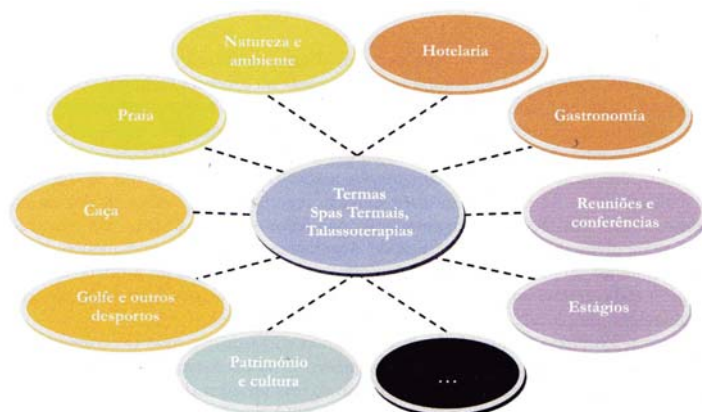 Natureza e
ambiente
Hotelaria
Praia
Gastronomia
Termas
Spas Termais,
Talassoterapias
Caça
Reuniões e
conferências
Golfe e outros
desportos
Estágios
Património
e cultura
...